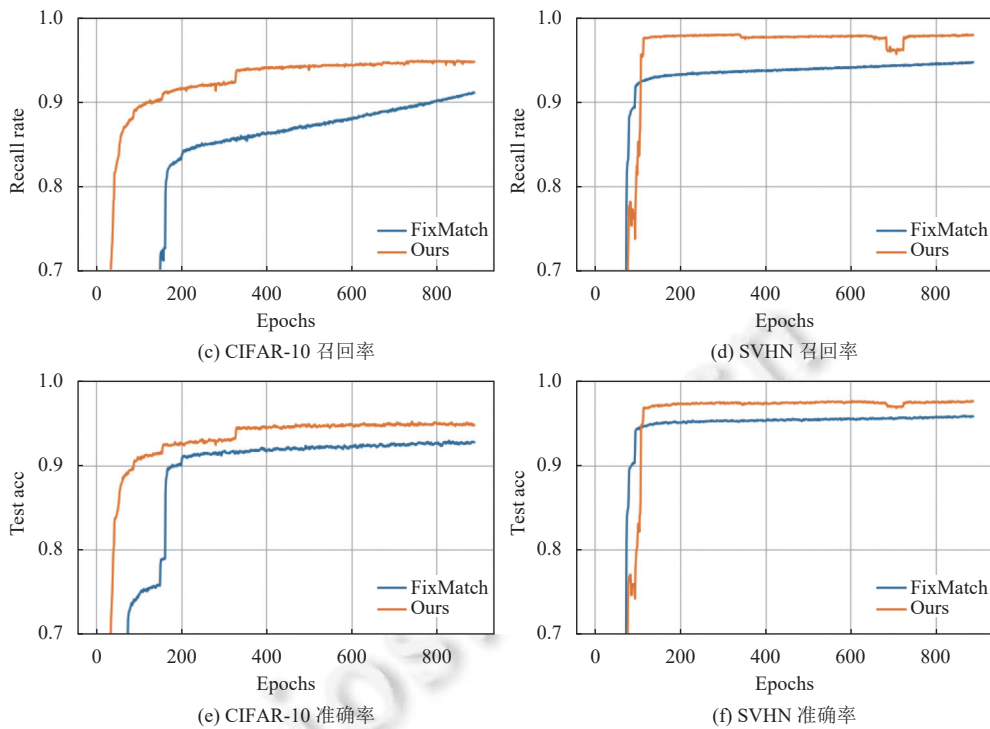 1.0
0.9
0.8
0.7
Recall rate
FixMatch
Ours
0 200 400 600 800
Epochs
(c) CIFAR-10 召回率
1.0
0.9
0.8
0.7
Recall rate
FixMatch
Ours
0 200 400 600 800
Epochs
(d) SVHN 召回率
1.0
0.9
0.8
0.7
Test acc
FixMatch
Ours
0 200 400 600 800
Epochs
(e) CIFAR-10 准确率
1.0
0.9
0.8
0.7
Test acc
FixMatch
Ours
0 200 400 600 800
Epochs
(f) SVHN 准确率